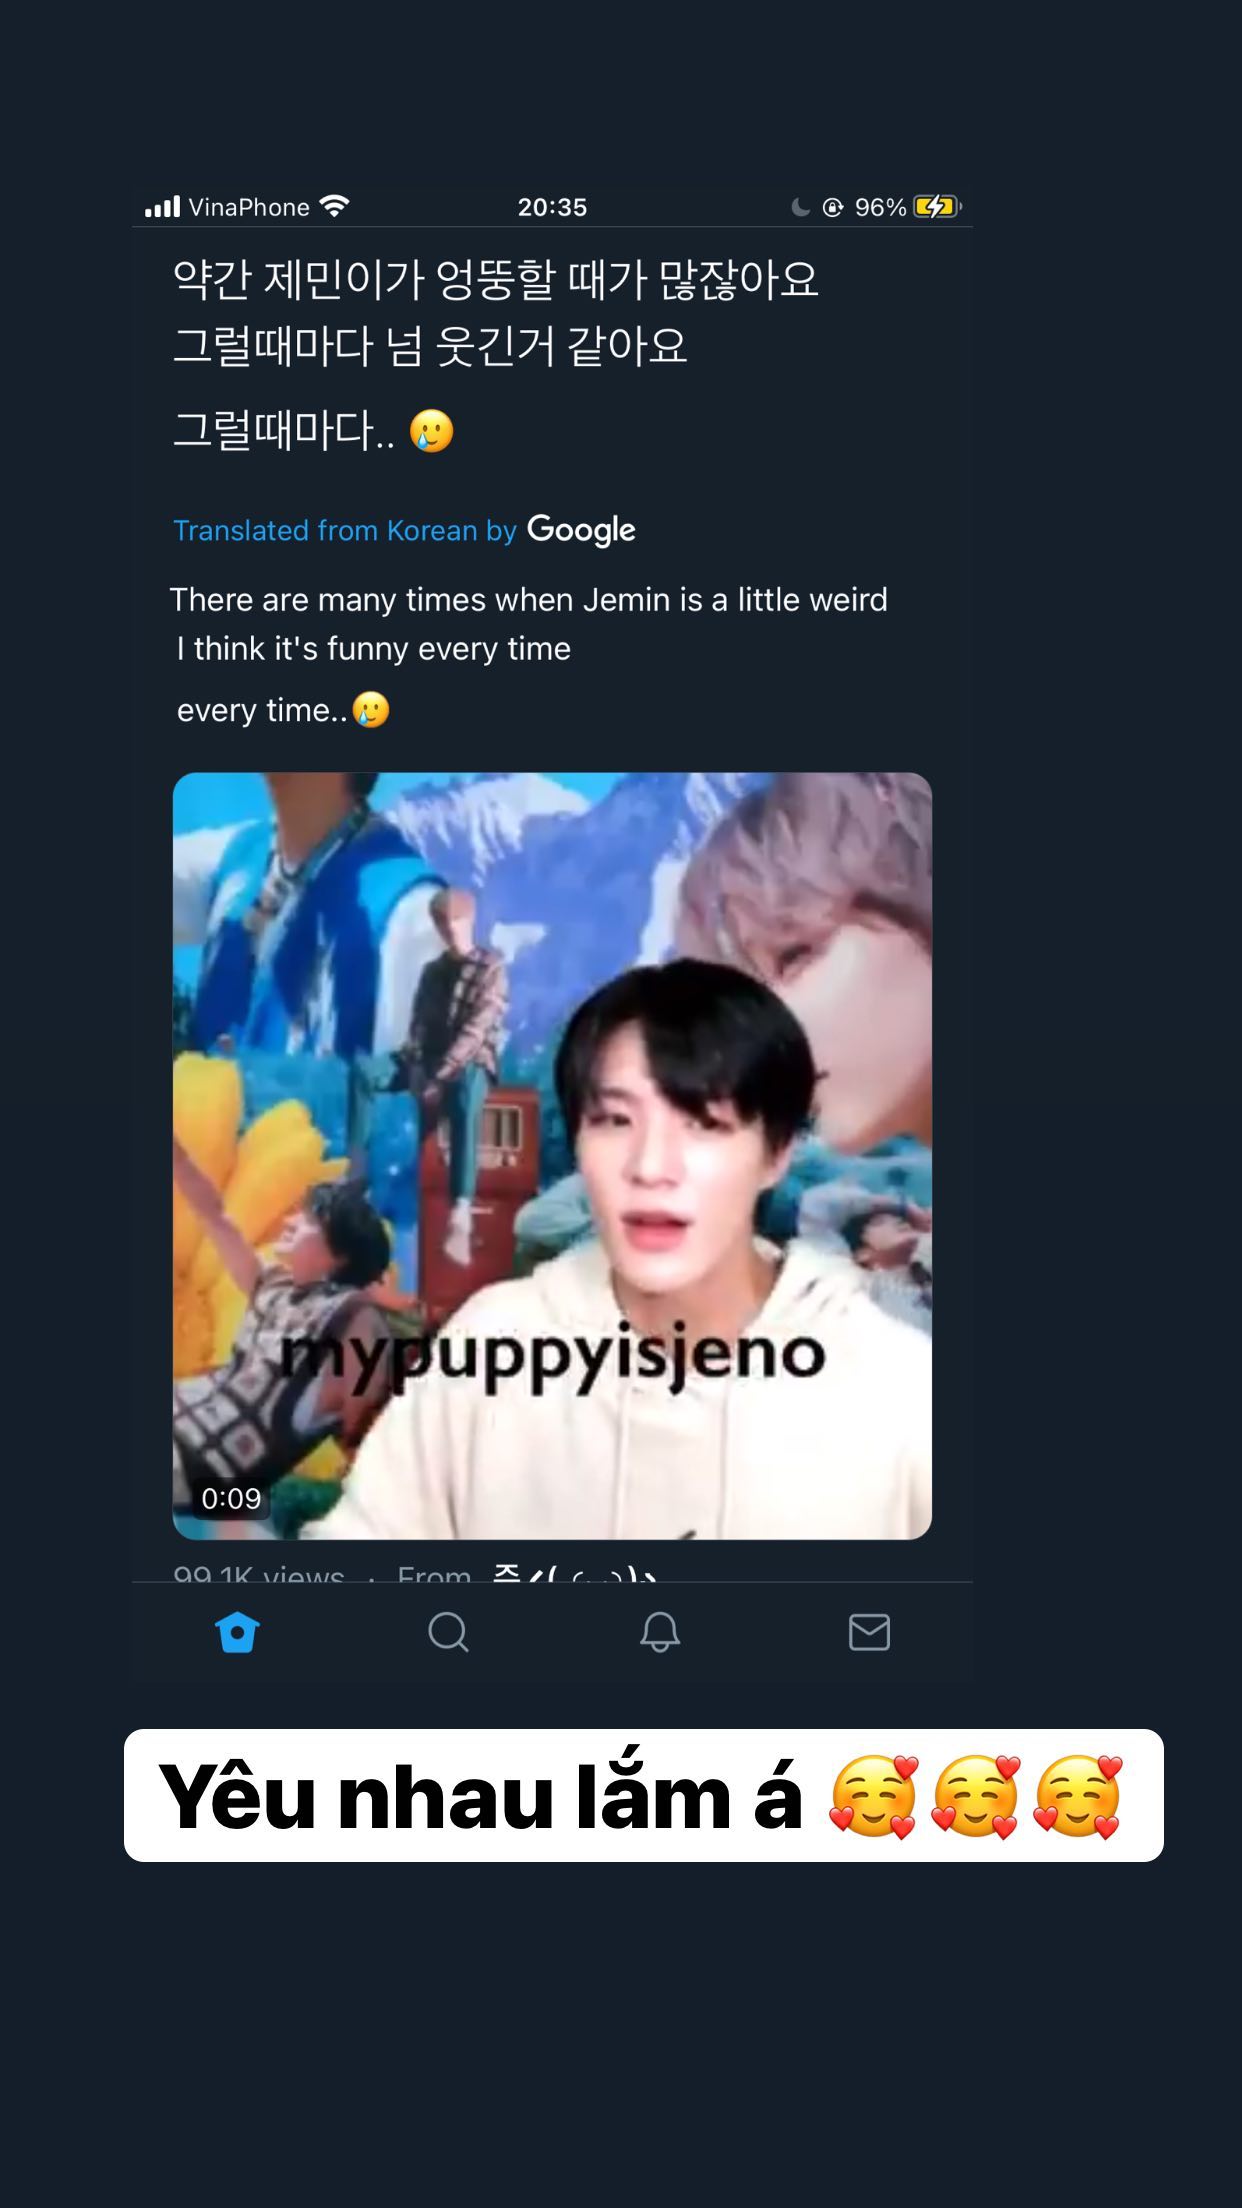 VinaPhone
20:35
96%
약간 제민이가 엉뚱할 때가 많잖아요
그럴때마다 넘 웃긴거 같아요
그럴때마다.. 🥲
Translated from Korean by Google
There are many times when Jemin is a little weird
I think it's funny every time
every time..🥲
mypuppyisjeno
0:09
99.1K views · From
Yêu nhau lắm á 🥰🥰🥰